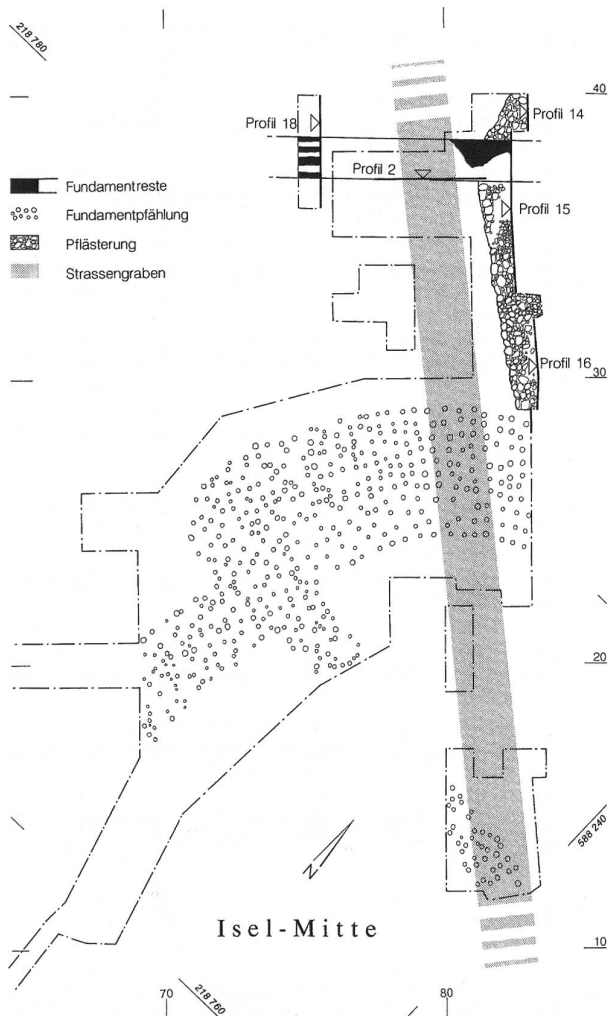 218 780
40
Profil 14
Profil 18
Profil 2
Fundamentreste
Profil 15
Fundamentpfählung
Pflästerung
Strassengraben
Profil 16
30
20
588 240
N
Isel-Mitte
10
70
218 760
80